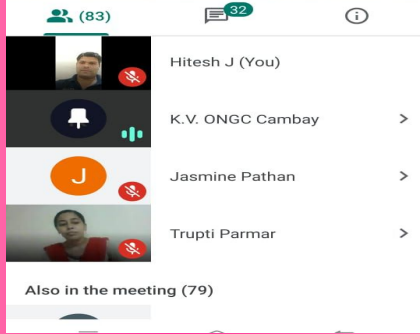 (83) 32
Hitesh J (You)
K.V. ONGC Cambay
J Jasmine Pathan
Trupti Parmar
Also in the meeting (79)